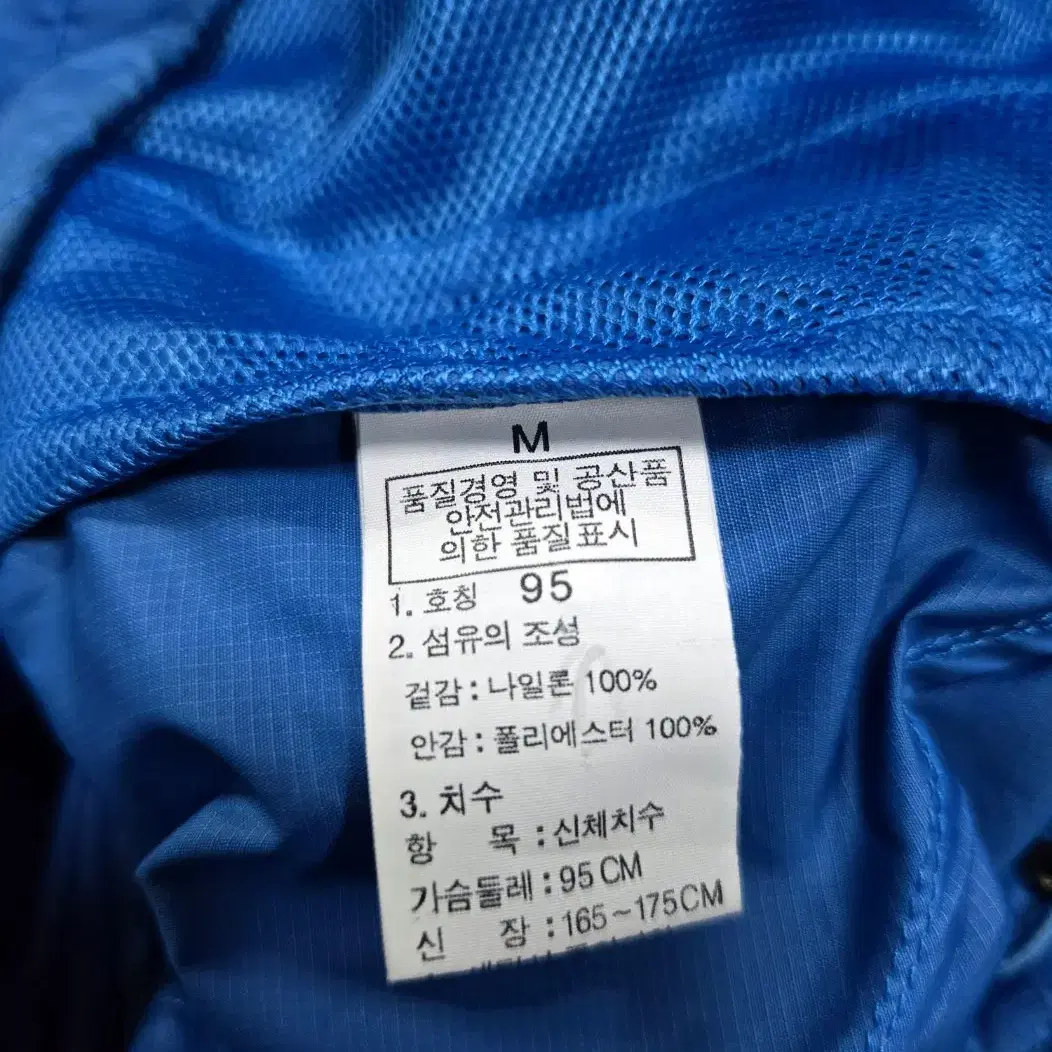 M
품질경영 및 공산품
안전관리법에
의한 품질표시
1. 호칭 95
2. 섬유의 조성
겉감 : 나일론 100%
안감 : 폴리에스터 100%
3. 치수
항 목 : 신체치수
가슴둘레 : 95 CM
신 장 : 165~175CM